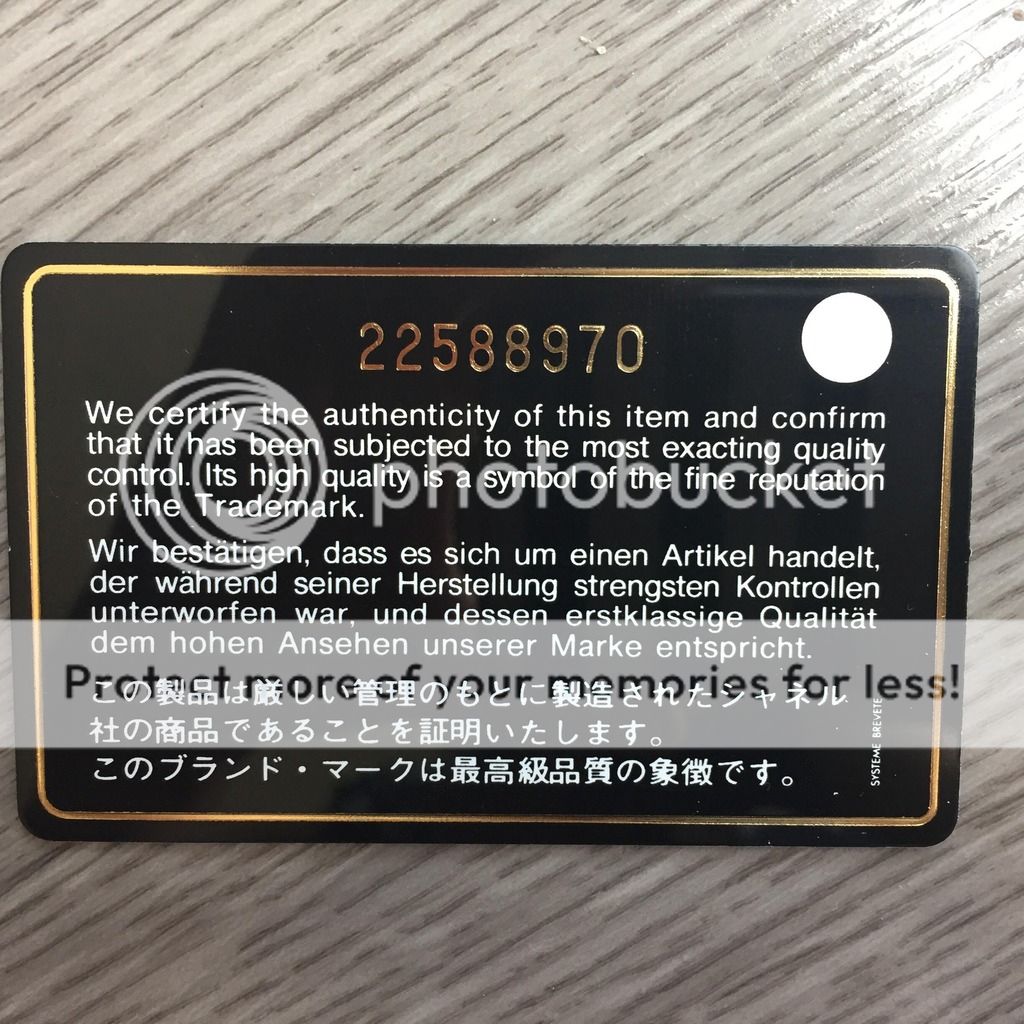 22588970
We certify the authenticity of this item and confirm
that it has been subjected to the most exacting quality
control. Its high quality is a symbol of the fine reputation
of the Trademark.
photobucket
Wir bestätigen, dass es sich um einen Artikel handelt,
der während seiner Herstellung strengsten Kontrollen
unterworfen war, und dessen erstklassige Qualität
dem hohen Ansehen unserer Marke entspricht.
Protect more of your memories for less!
この製品は厳しい管理のもとに製造されたシャネル
社の商品であることを証明いたします。
このブランド・マークは最高級品質の象徴です。
SYSTEME BREVETE